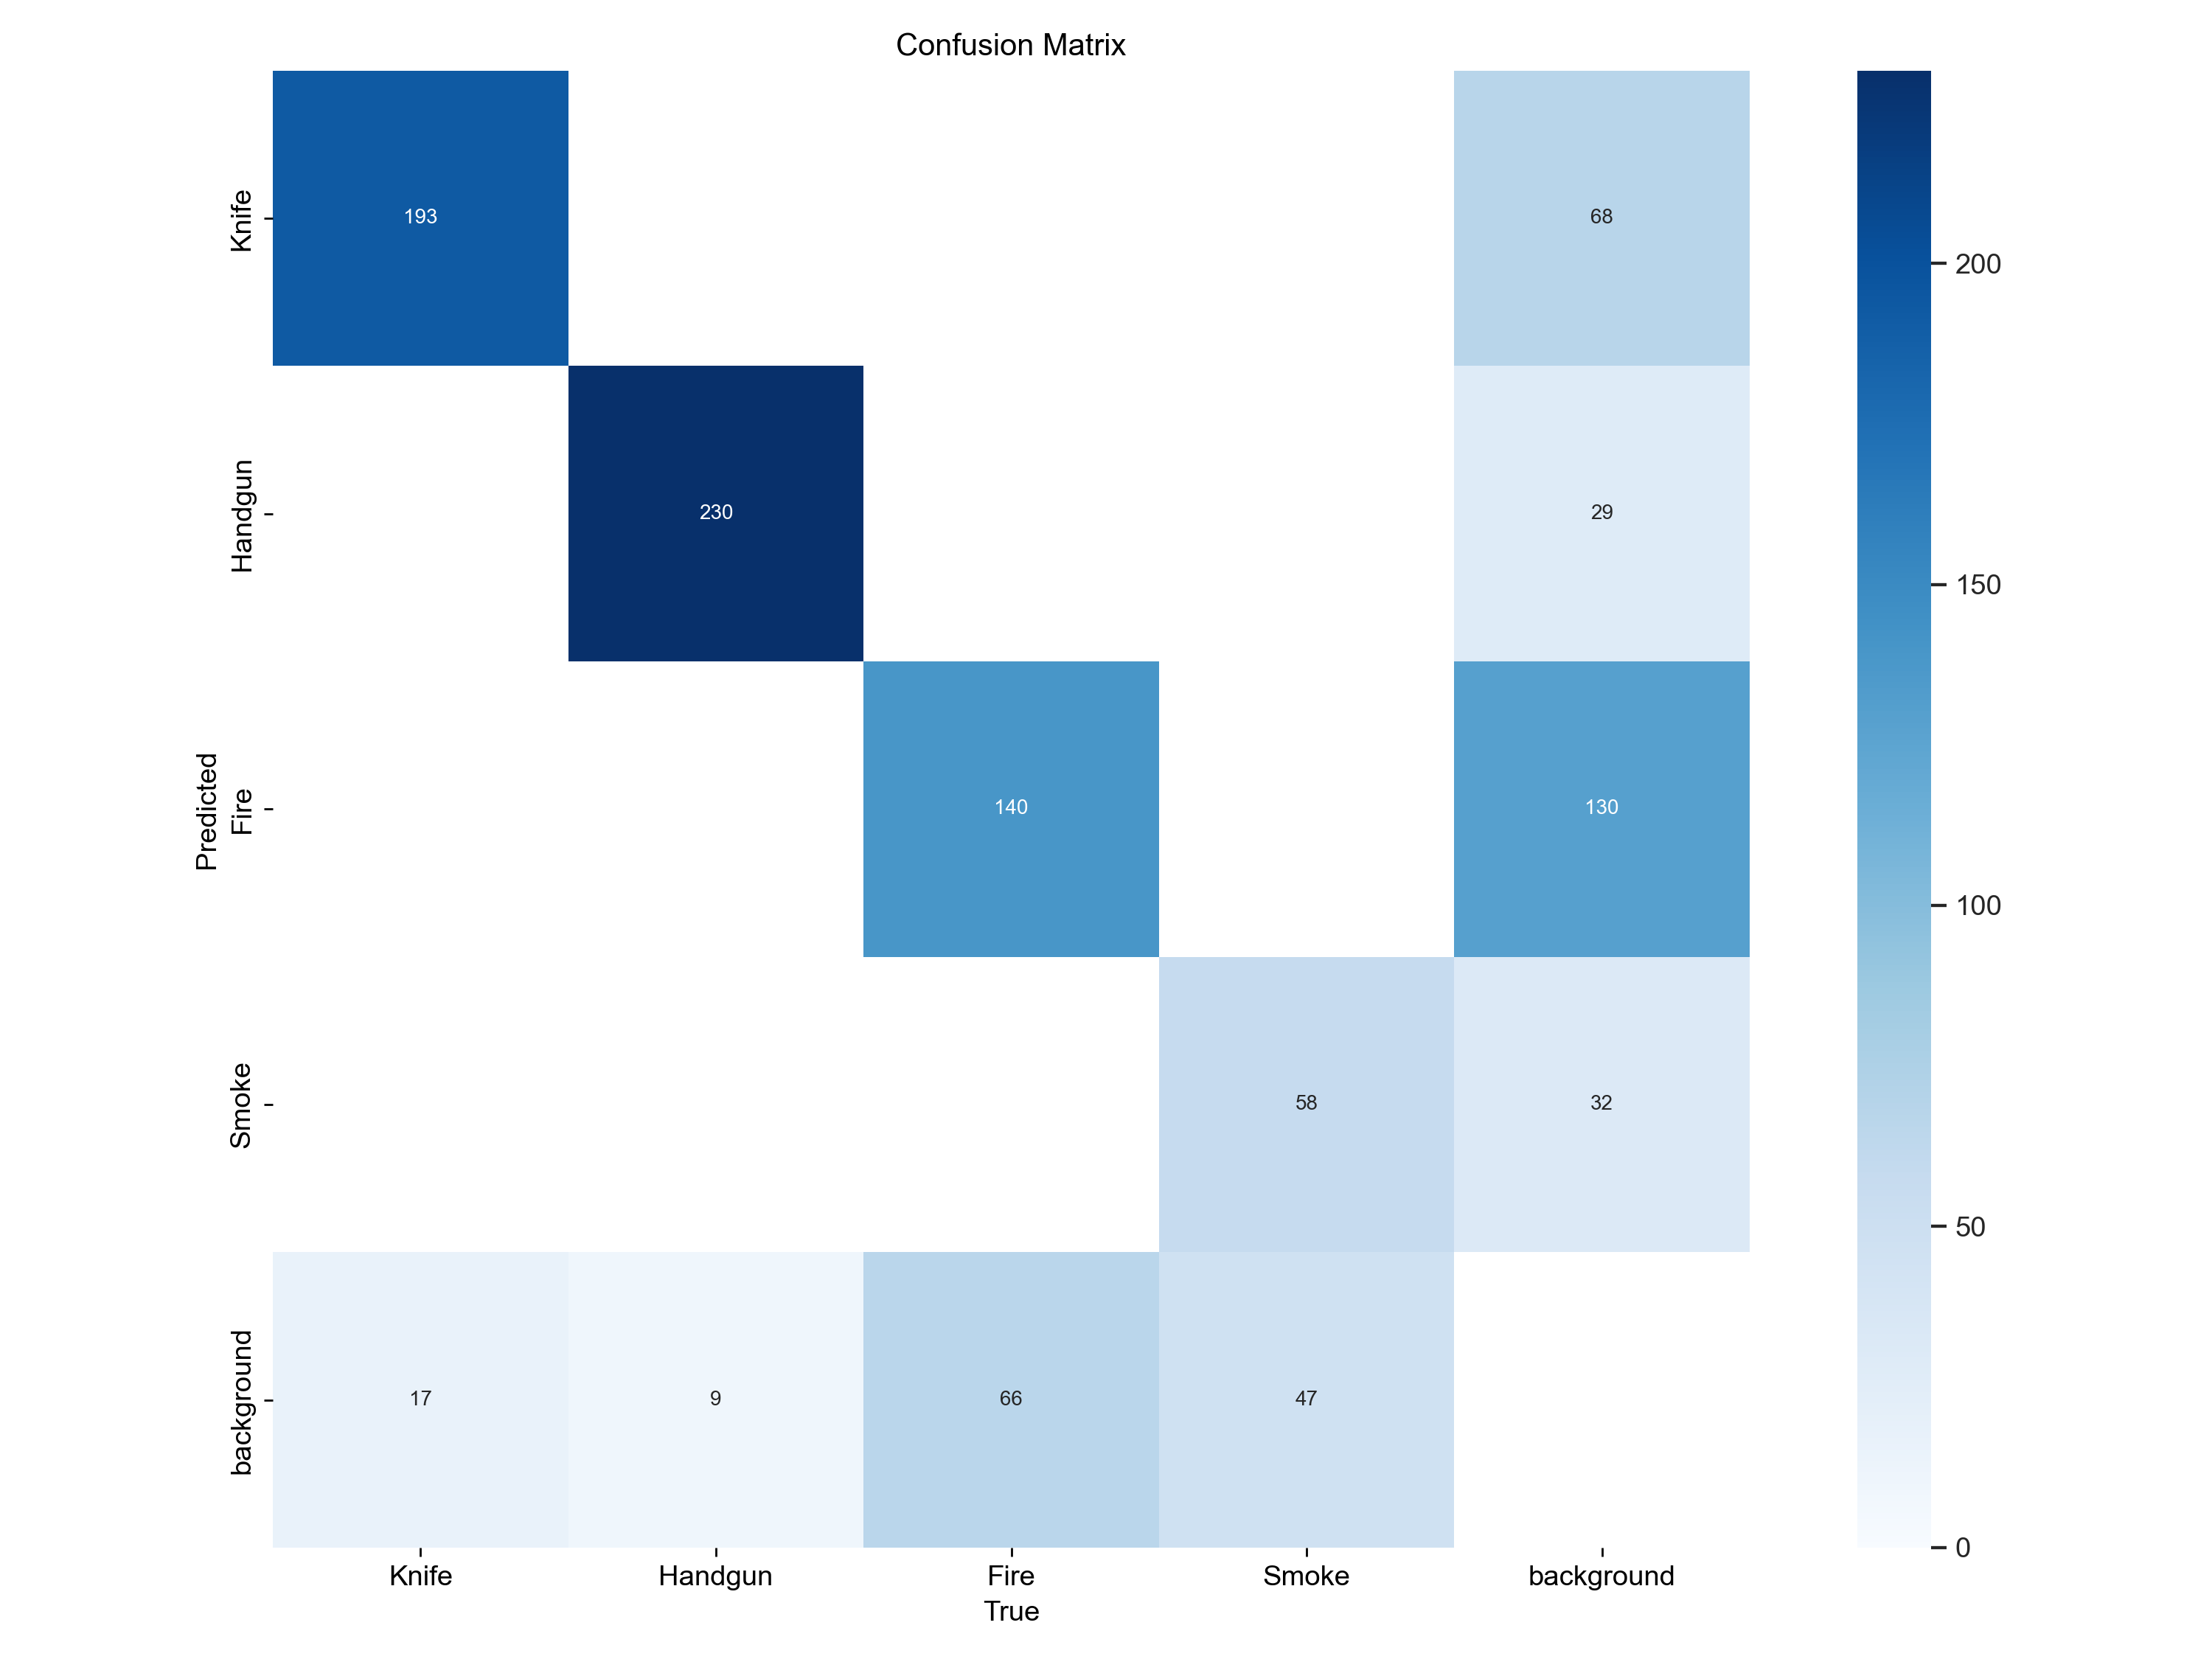 Confusion Matrix
Knife
193
68
200
Handgun
230
29
150
Predicted
Fire
140
130
100
Smoke
58
32
50
background
17
9
66
47
0
Knife
Handgun
Fire
Smoke
background
True